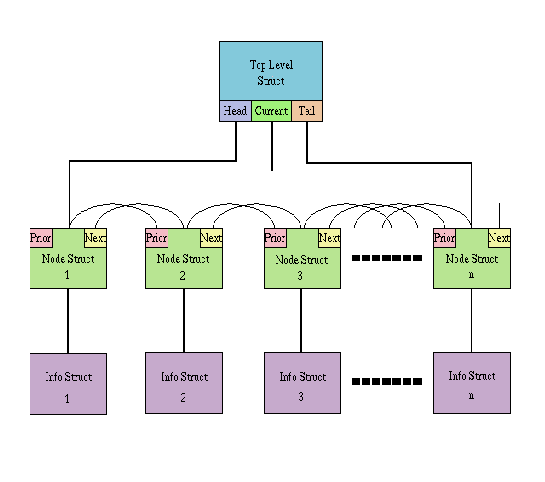 Top Level
Struct
Head Current Tail
Prior Next Prior Next Prior Next Prior Next
Node Struct
1
Node Struct
2
Node Struct
3
Node Struct
n
Info Struct
1
Info Struct
2
Info Struct
3
Info Struct
n